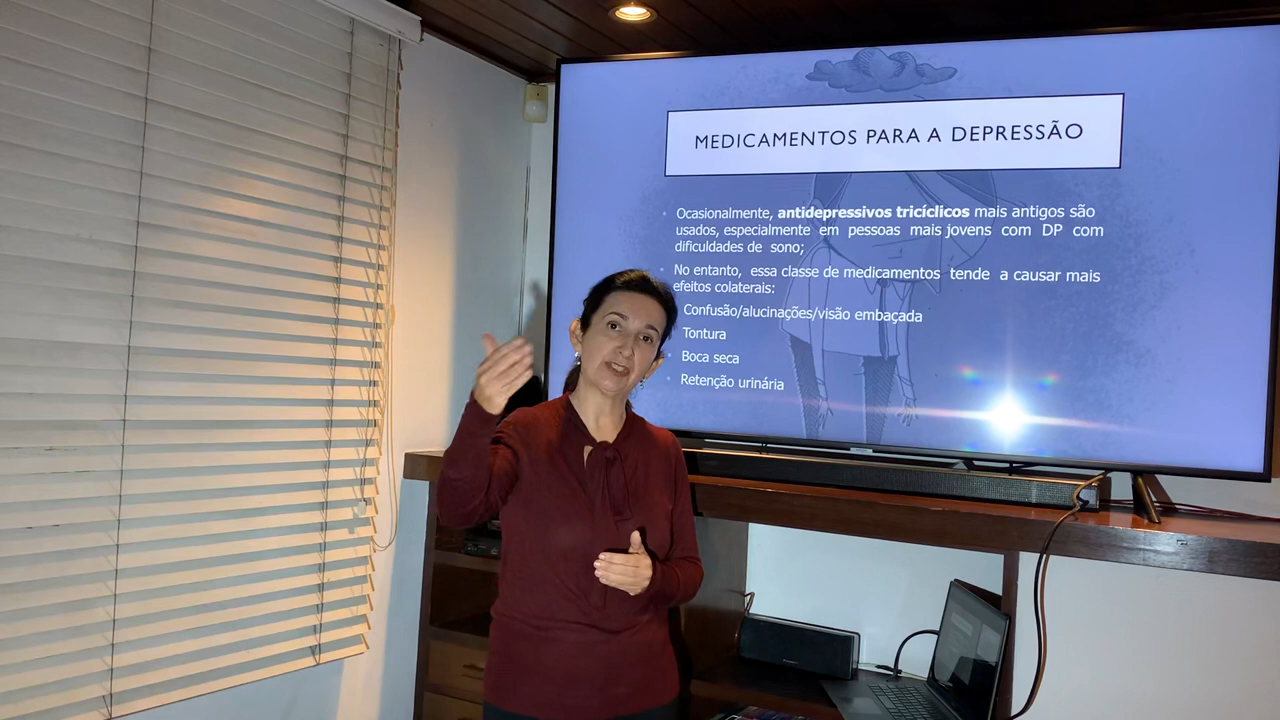 MEDICAMENTOS PARA A DEPRESSÃO
Ocasionalmente, antidepressivos tricíclicos mais antigos são
usados, especialmente em pessoas mais jovens com DP com
dificuldades de sono;
No entanto, essa classe de medicamentos tende a causar mais
efeitos colaterais:
Confusão/alucinações/visão embaçada
Tontura
Boca seca
Retenção urinária